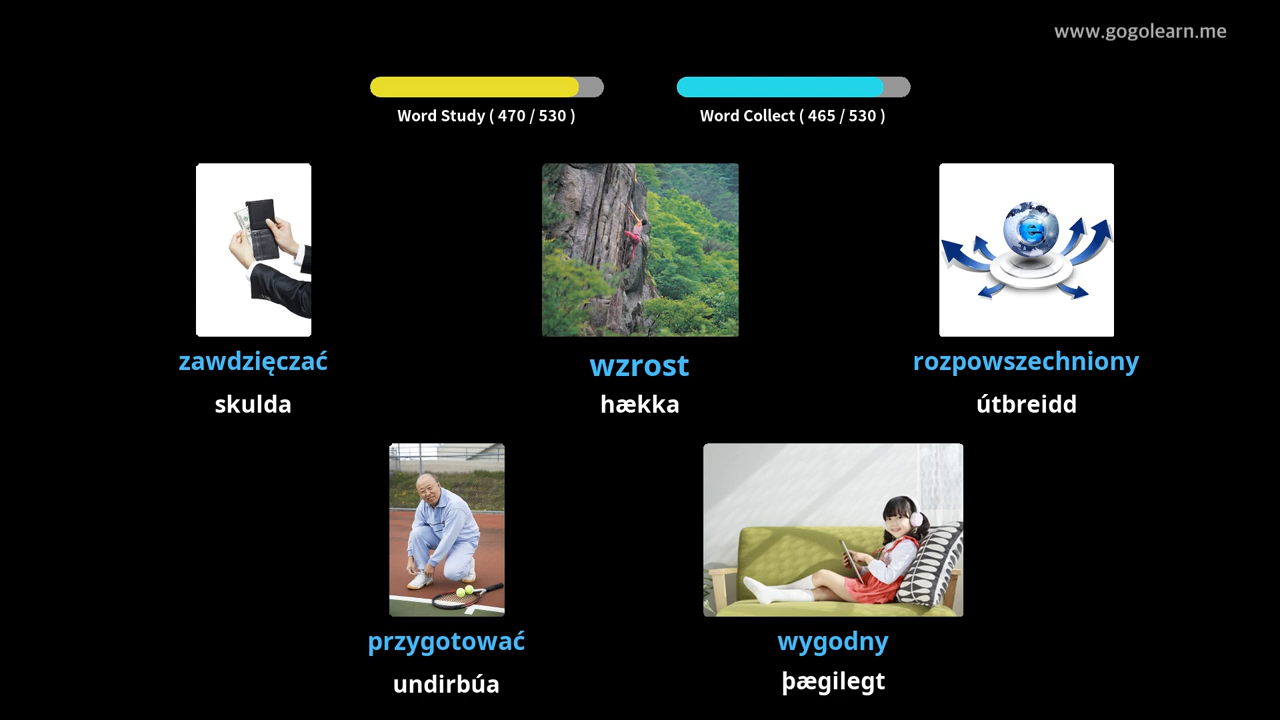 www.gogolearn.me
Word Study ( 470 / 530 )
Word Collect ( 465 / 530 )
zawdzięczać
skulda
wzrost
hækka
rozpowszechniony
útbreidd
e
przygotować
undirbúa
wygodny
þægilegt